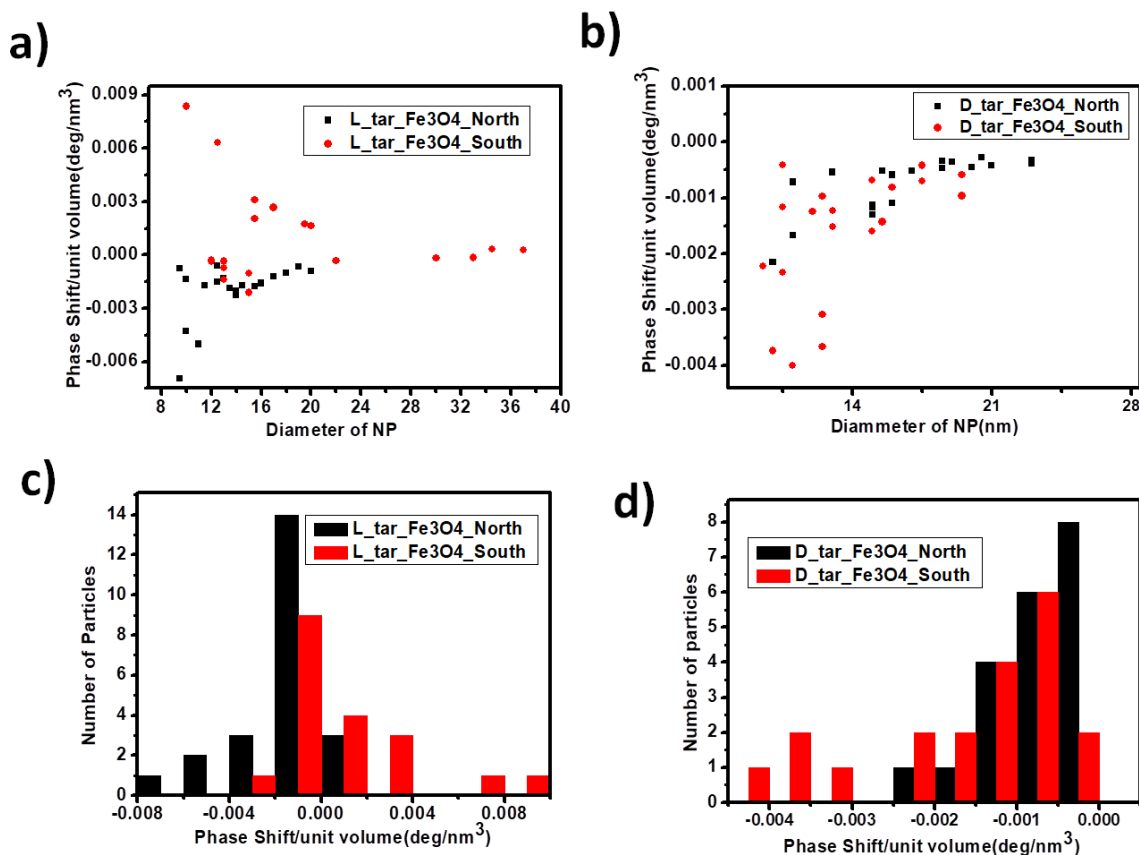 a)
Phase Shift/unit volume(deg/nm³)
0.009
0.006
0.003
0.000
-0.003
-0.006
L_tar_Fe3O4_North
L_tar_Fe3O4_South
8 12 16 20 24 28 32 36 40
Diameter of NP
b)
Phase Shift/unit volume(deg/nm³)
0.001
0.000
-0.001
-0.002
-0.003
-0.004
D_tar_Fe3O4_North
D_tar_Fe3O4_South
14 21 28
Diammeter of NP(nm)
c)
Number of Particles
14
12
10
8
6
4
2
0
L_tar_Fe3O4_North
L_tar_Fe3O4_South
-0.008 -0.004 0.000 0.004 0.008
Phase Shift/unit volume(deg/nm³)
d)
Number of particles
8
7
6
5
4
3
2
1
0
D_tar_Fe3O4_North
D_tar_Fe3O4_South
-0.004 -0.003 -0.002 -0.001 0.000
Phase Shift/unit volume(deg/nm³)